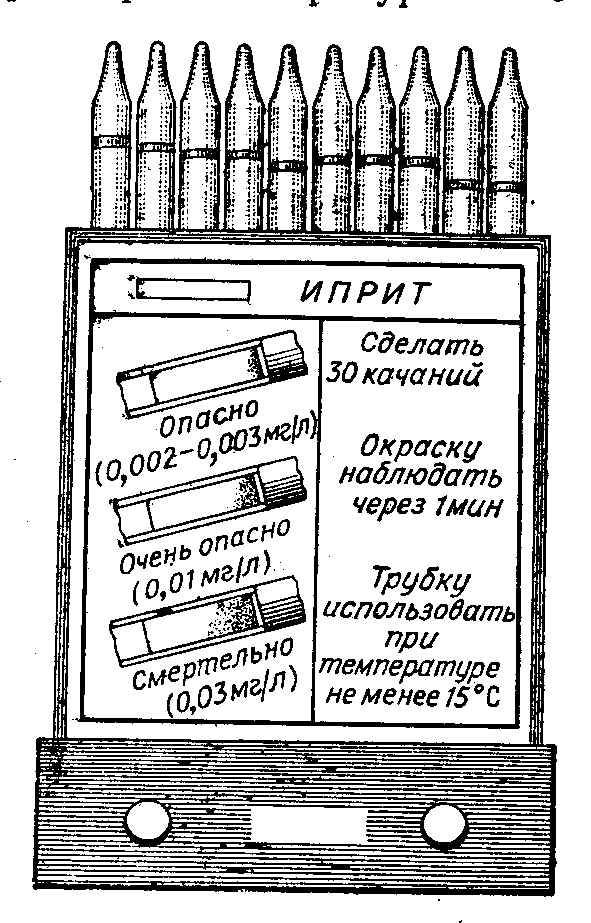 ИПРИТ
Опасно
(0,002-0,003мг/л)
Очень опасно
(0,01мг/л)
Смертельно
(0,03мг/л)
Сделать
30 качаний
Окраску
наблюдать
через 1мин
Трубку
использовать
при
температуре
не менее 15°С